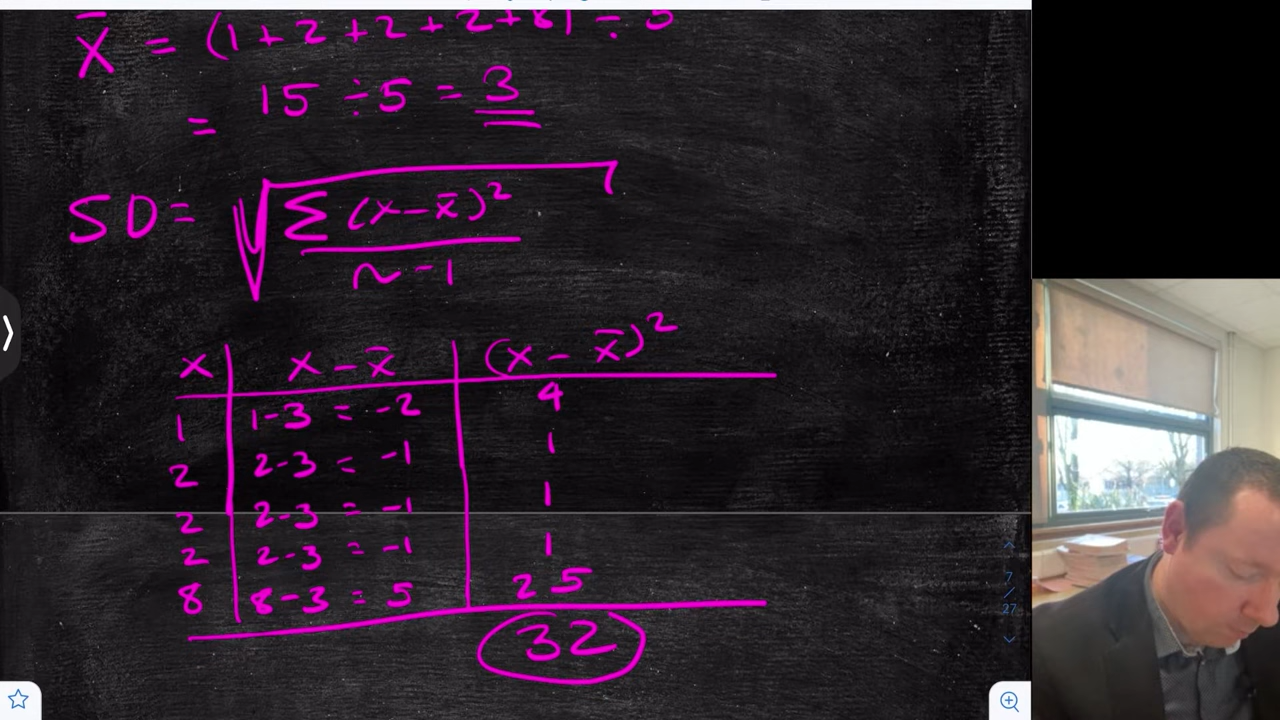 x̄ = (1+2+2+2+8) ÷ 5
= 15 ÷ 5 = 3
SD = √ Σ (x-x̄)²
n-1
x x - x̄ (x - x̄)²
1 1-3 = -2 4
2 2-3 = -1 1
2 2-3 = -1 1
2 2-3 = -1 1
8 8-3 = 5 25
32
7
/
27